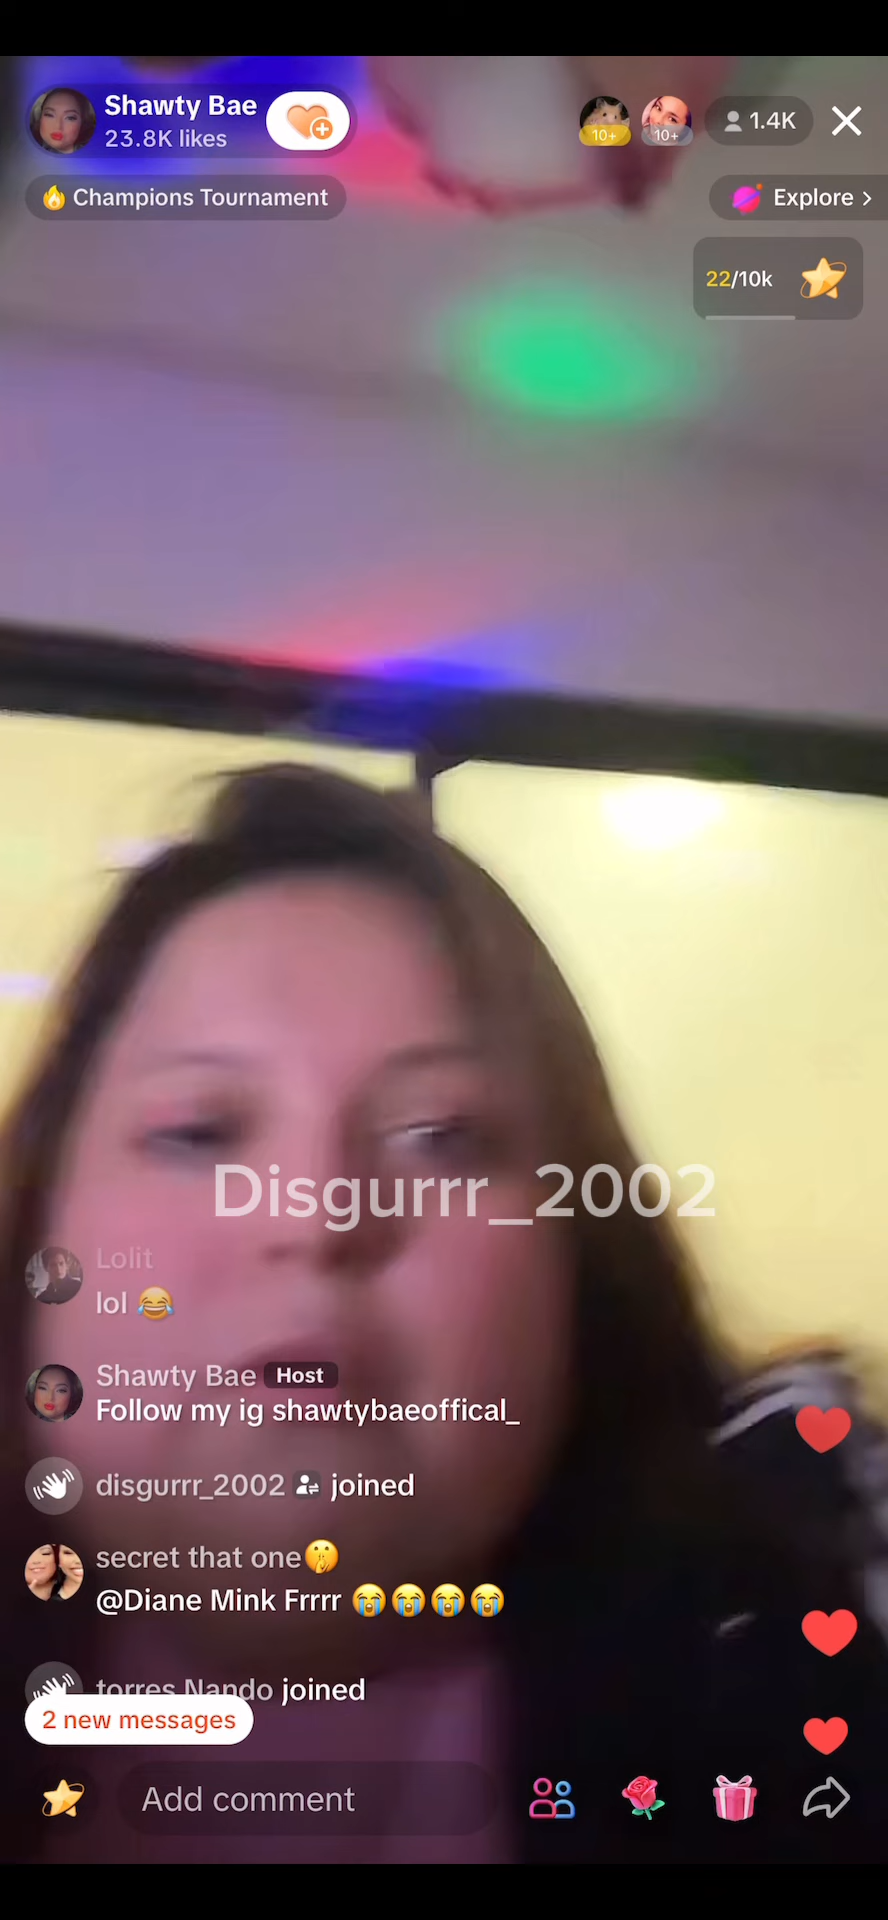 Shawty Bae
23.8K likes
10+
10+
1.4K
Champions Tournament
Explore >
22/10k
Disgurrr_2002
Lolit
lol 😂
Shawty Bae Host
Follow my ig shawtybaeoffical_
disgurrr_2002 joined
secret that one🤫
@Diane Mink Frrrr 😭😭😭😭
torres Nando joined
2 new messages
Add comment